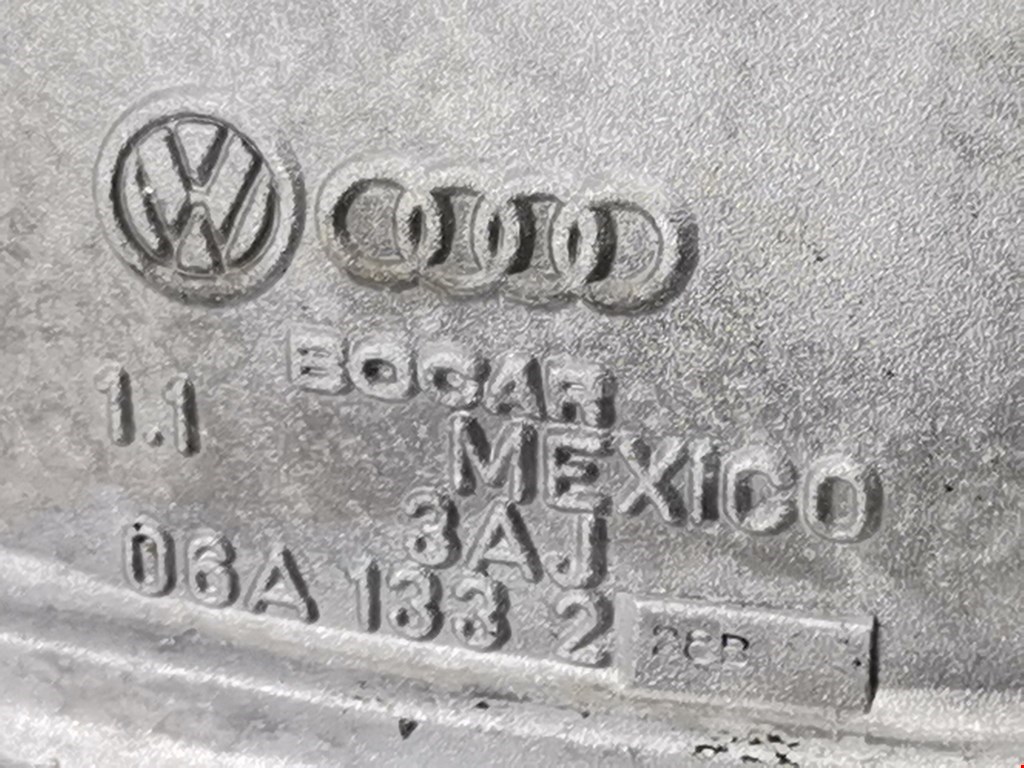 BOCAR
1.1
MEXICO
3AJ
06A 133 2